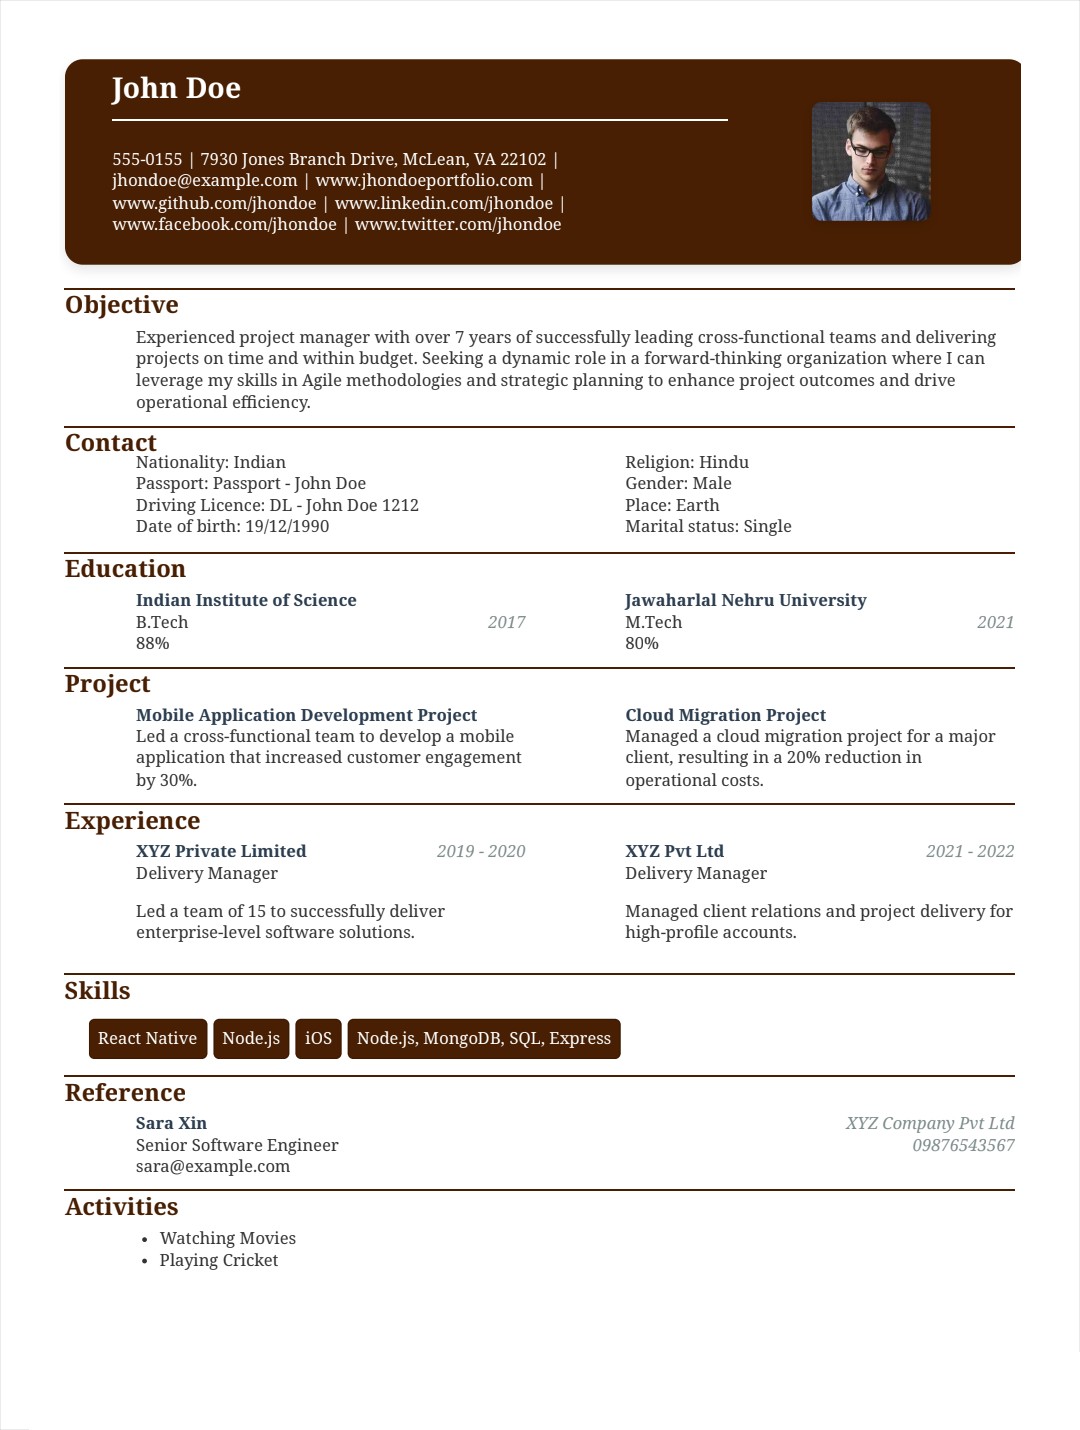 John Doe
555-0155 | 7930 Jones Branch Drive, McLean, VA 22102 |
jhondoe@example.com | www.jhondoeportfolio.com |
www.github.com/jhondoe | www.linkedin.com/jhondoe |
www.facebook.com/jhondoe | www.twitter.com/jhondoe
Objective
Experienced project manager with over 7 years of successfully leading cross-functional teams and delivering
projects on time and within budget. Seeking a dynamic role in a forward-thinking organization where I can
leverage my skills in Agile methodologies and strategic planning to enhance project outcomes and drive
operational efficiency.
Contact
Nationality: Indian
Passport: Passport - John Doe
Driving Licence: DL - John Doe 1212
Date of birth: 19/12/1990
Religion: Hindu
Gender: Male
Place: Earth
Marital status: Single
Education
Indian Institute of Science
B.Tech 2017
88%
Jawaharlal Nehru University
M.Tech 2021
80%
Project
Mobile Application Development Project
Led a cross-functional team to develop a mobile
application that increased customer engagement
by 30%.
Cloud Migration Project
Managed a cloud migration project for a major
client, resulting in a 20% reduction in
operational costs.
Experience
XYZ Private Limited 2019 - 2020
Delivery Manager
Led a team of 15 to successfully deliver
enterprise-level software solutions.
XYZ Pvt Ltd 2021 - 2022
Delivery Manager
Managed client relations and project delivery for
high-profile accounts.
Skills
React Native Node.js iOS Node.js, MongoDB, SQL, Express
Reference
Sara Xin XYZ Company Pvt Ltd
Senior Software Engineer 09876543567
sara@example.com
Activities
• Watching Movies
• Playing Cricket